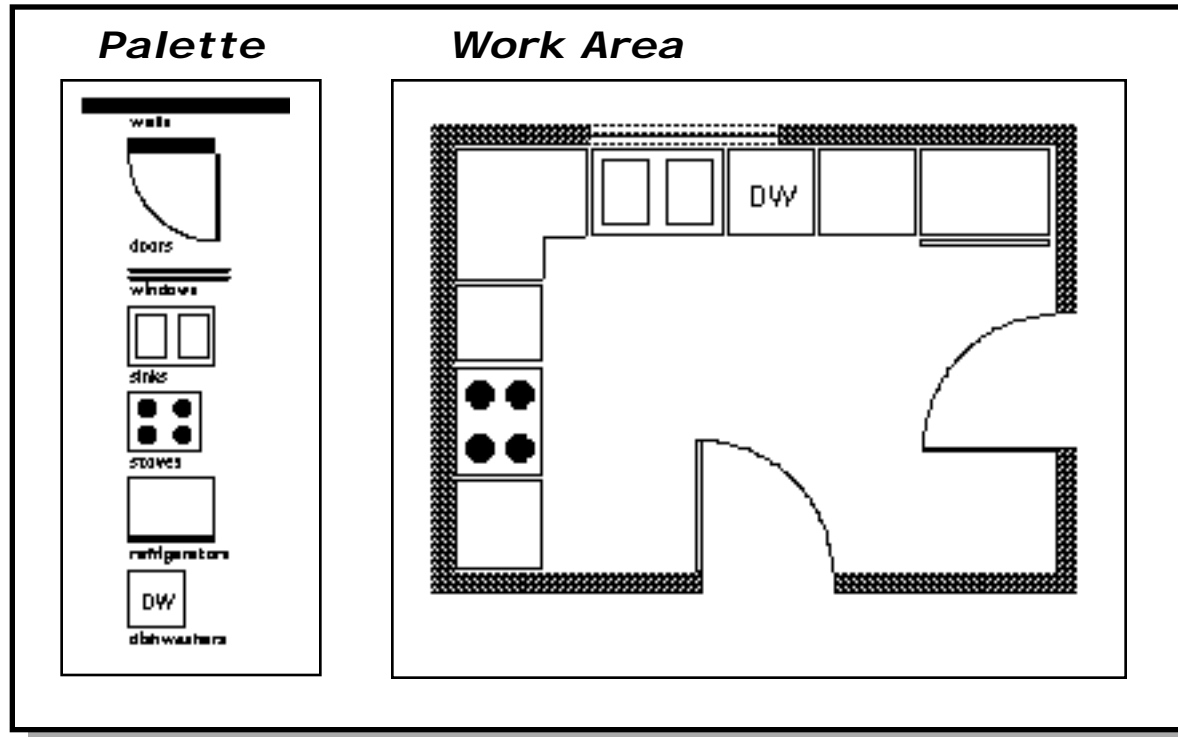 Palette
Work Area
walls
doors
windows
sinks
stoves
refrigerators
DW
dishwashers
DW